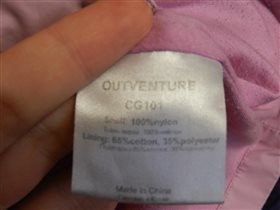 OUTVENTURE
CG101
Shell: 100%nylon
Lining: 65%cotton, 35%polyester
Made in China